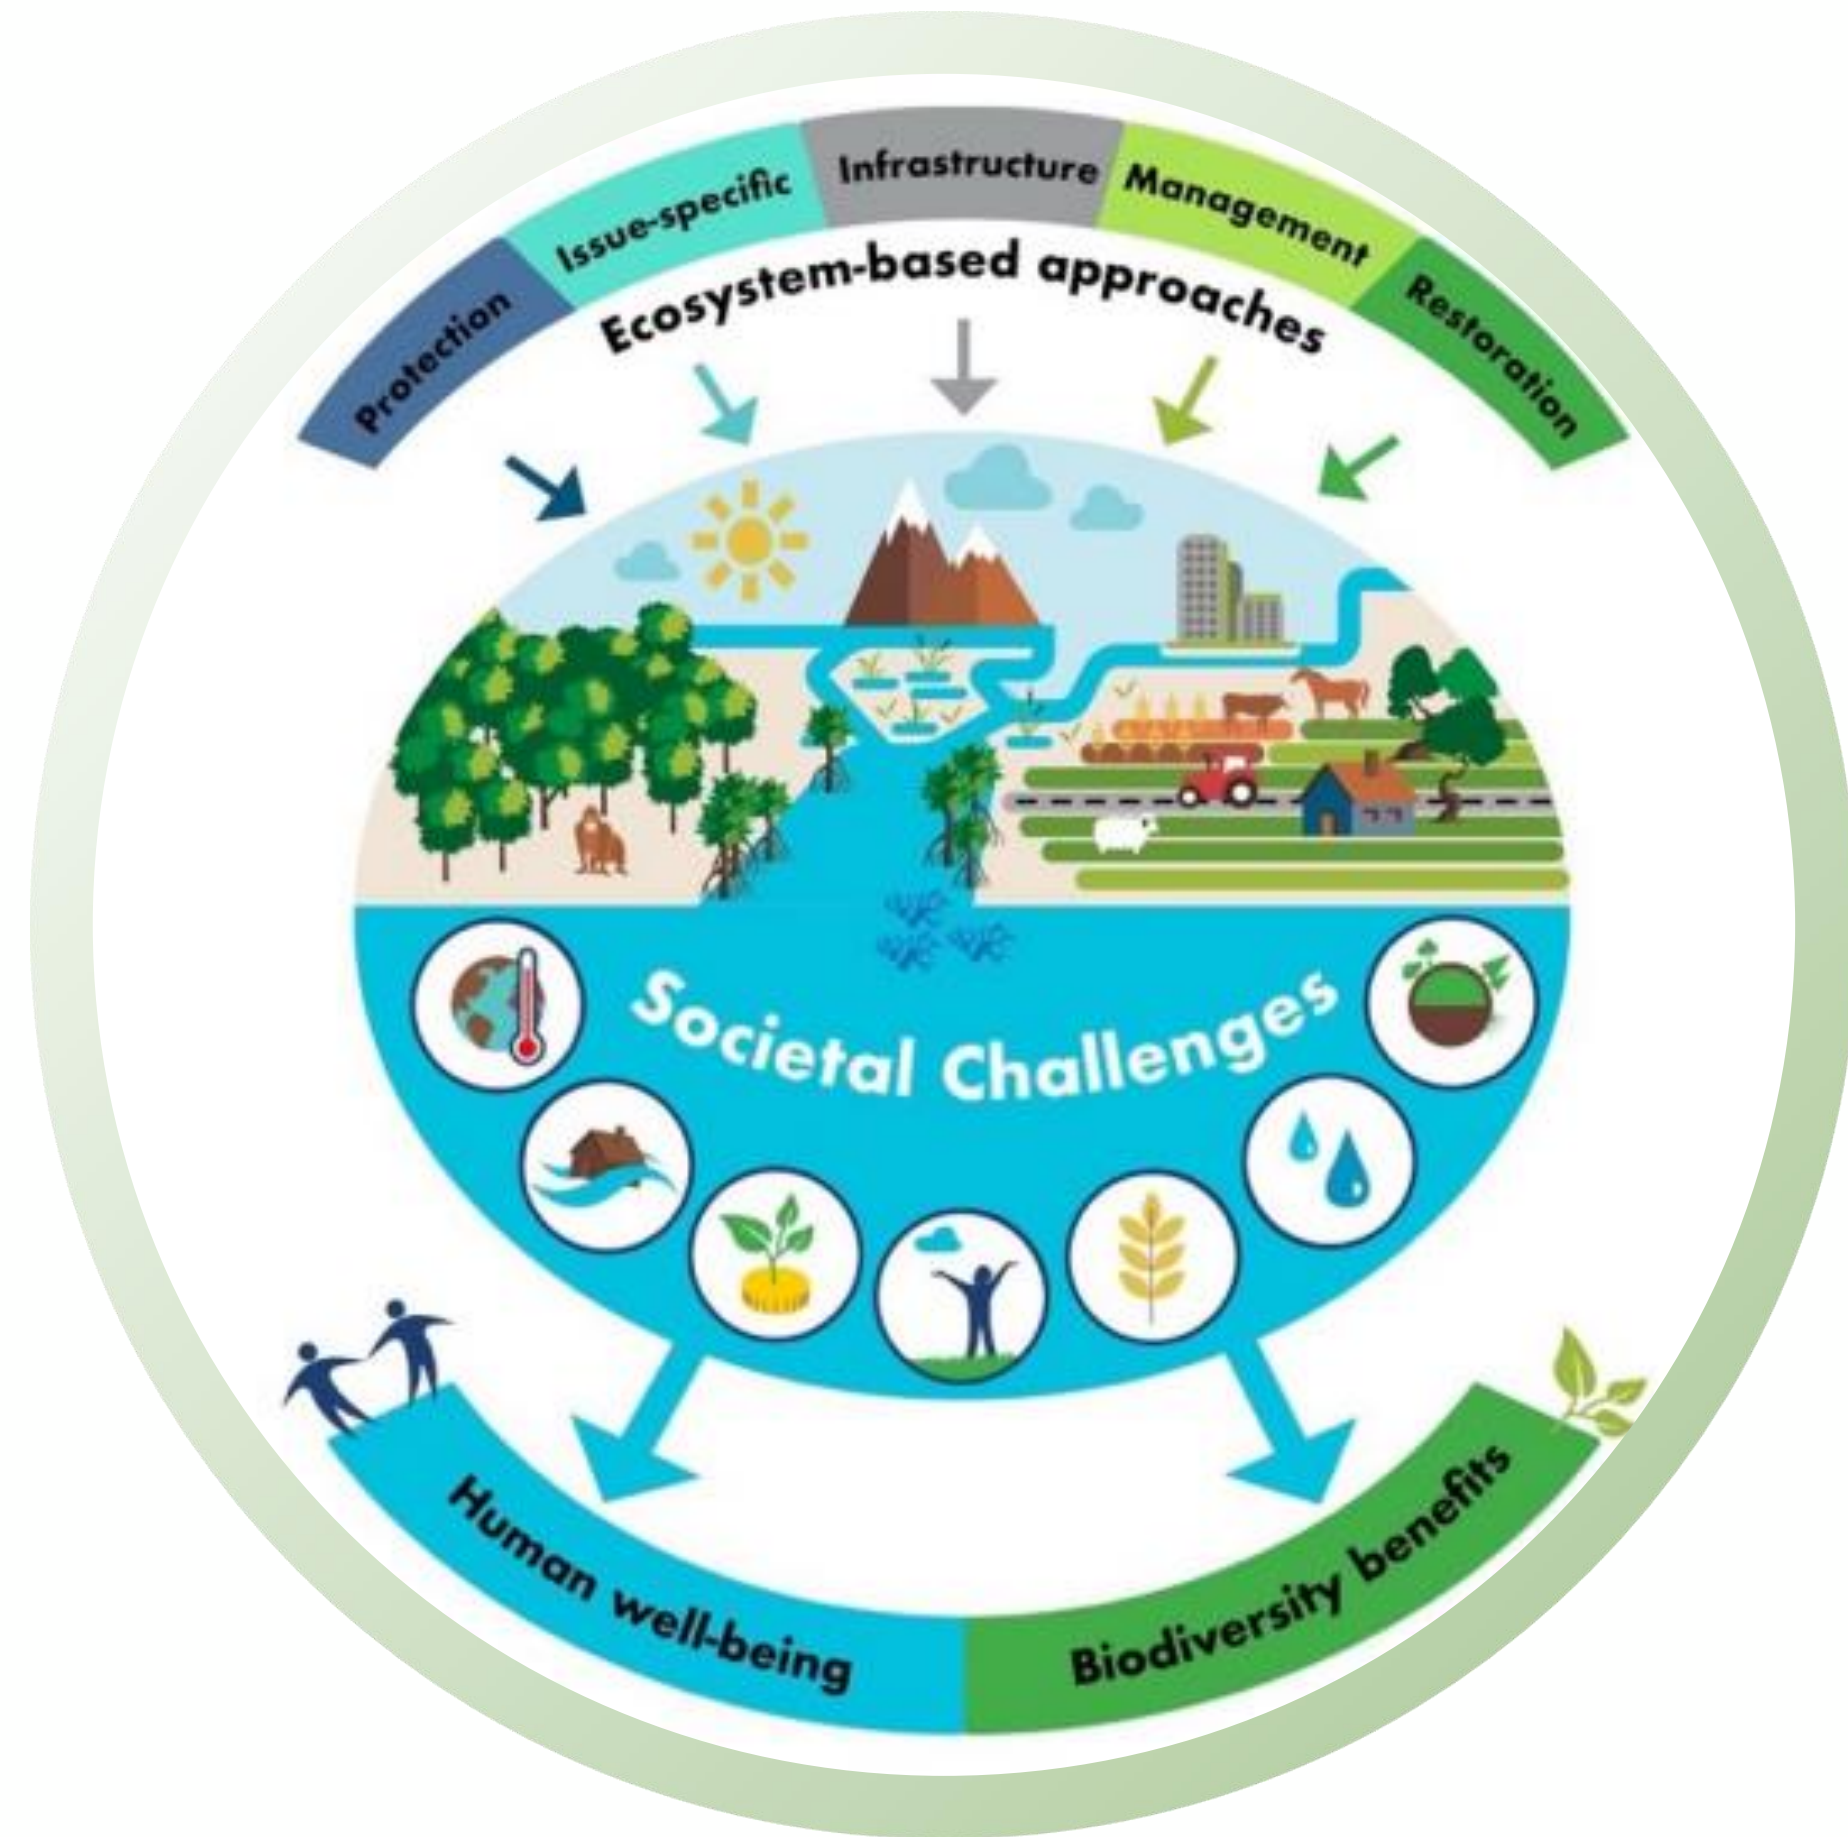 Protection
Issue-specific
Infrastructure
Management
Restoration
Ecosystem-based approaches
Societal Challenges
Human well-being
Biodiversity benefits